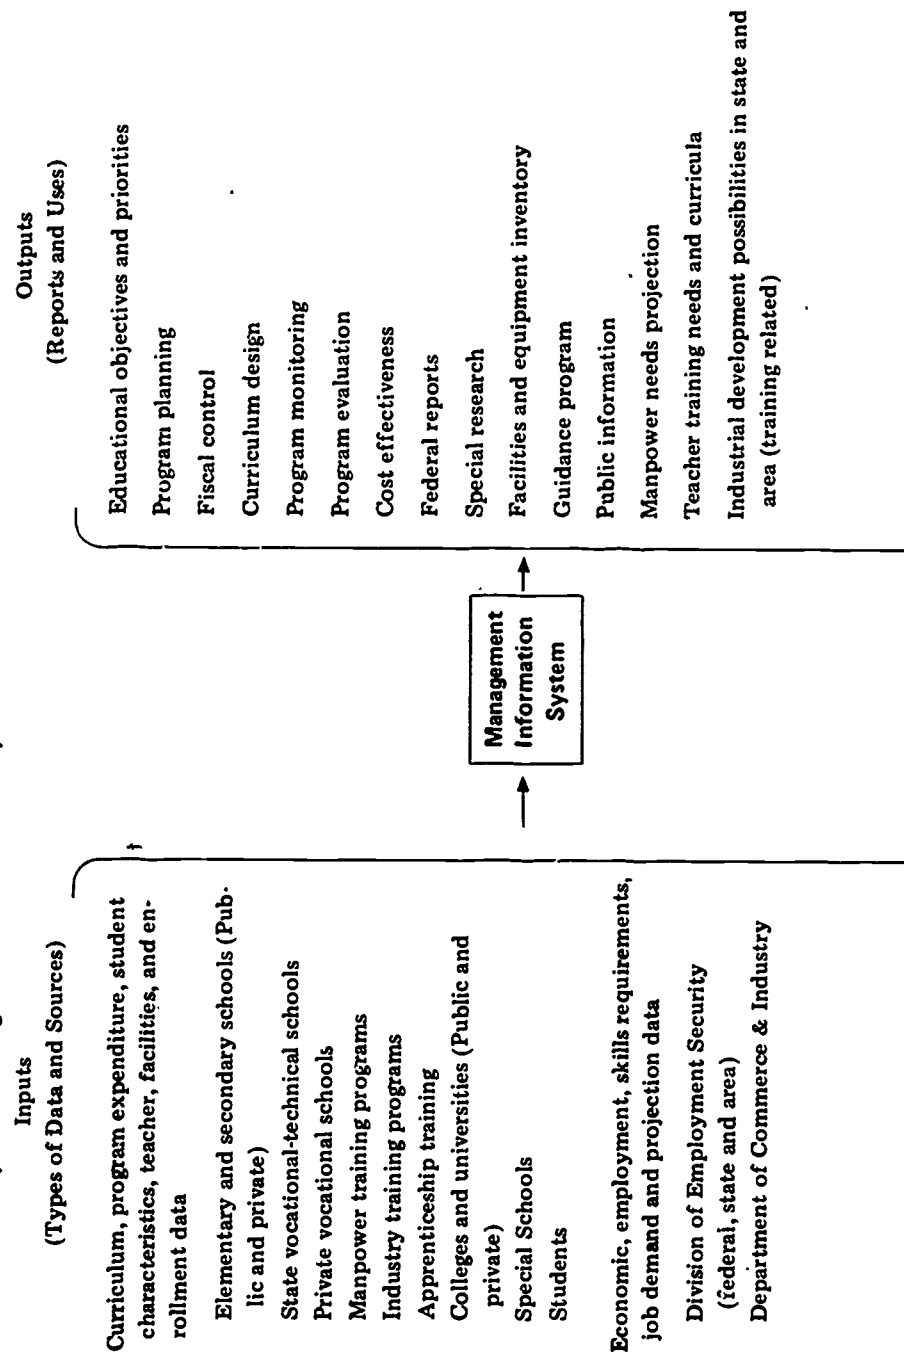 Inputs
(Types of Data and Sources)
Curriculum, program expenditure, student
characteristics, teacher, facilities, and en-
rollment data
Elementary and secondary schools (Pub-
lic and private)
State vocational-technical schools
Private vocational schools
Manpower training programs
Industry training programs
Apprenticeship training
Colleges and universities (Public and
private)
Special Schools
Students
Economic, employment, skills requirements,
job demand and projection data
Division of Employment Security
(federal, state and area)
Department of Commerce & Industry
Management
Information
System
Outputs
(Reports and Uses)
Educational objectives and priorities
Program planning
Fiscal control
Curriculum design
Program monitoring
Program evaluation
Cost effectiveness
Federal reports
Special research
Facilities and equipment inventory
Guidance program
Public information
Manpower needs projection
Teacher training needs and curricula
Industrial development possibilities in state and
area (training related)